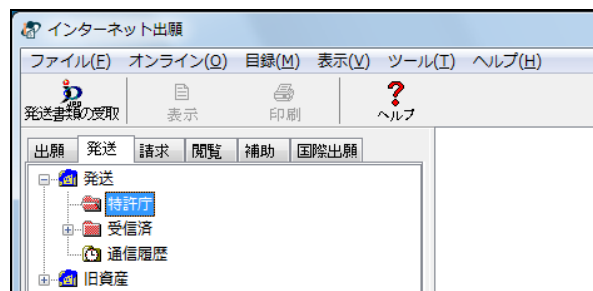 インターネット出願
ファイル(F) オンライン(O) 目録(M) 表示(V) ツール(T) ヘルプ(H)
発送書類の受取 表示 印刷 ヘルプ
出願 発送 請求 閲覧 補助 国際出願
発送
特許庁
受信済
通信履歴
旧資産